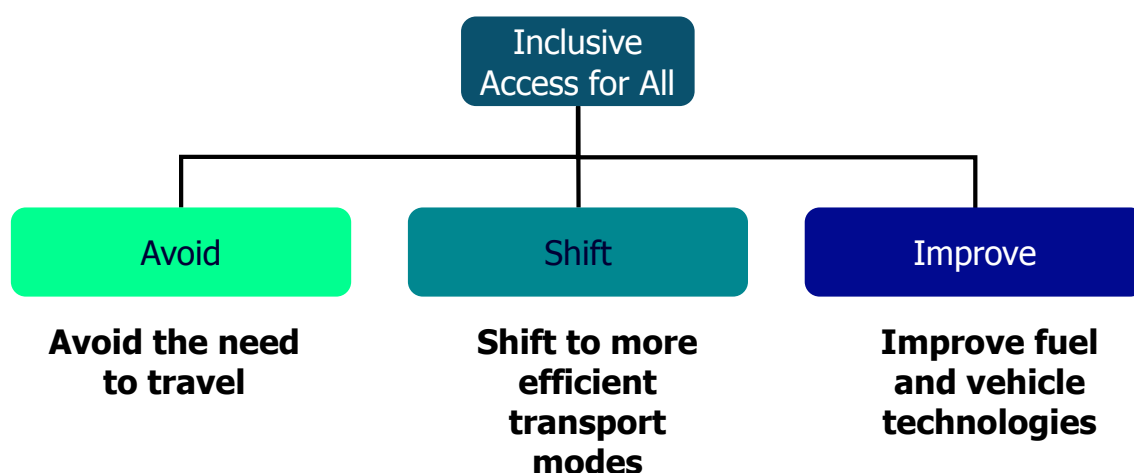 Inclusive
Access for All
Avoid
Shift
Improve
Avoid the need
to travel
Shift to more
efficient
transport
modes
Improve fuel
and vehicle
technologies